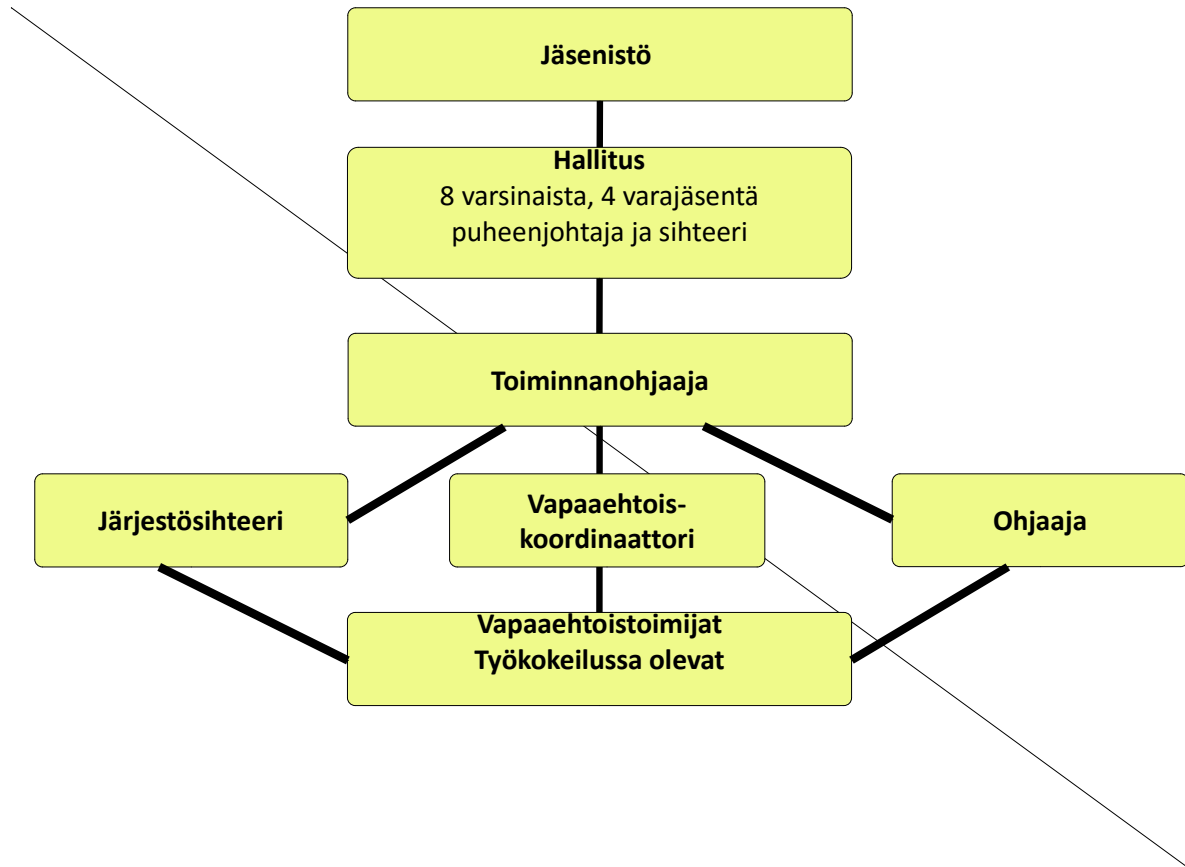 Jäsenistö
Hallitus
8 varsinaista, 4 varajäsentä
puheenjohtaja ja sihteeri
Toiminnanohjaaja
Järjestösihteeri
Vapaaehtois-
koordinaattori
Ohjaaja
Vapaaehtoistoimijat
Työkokeilussa olevat